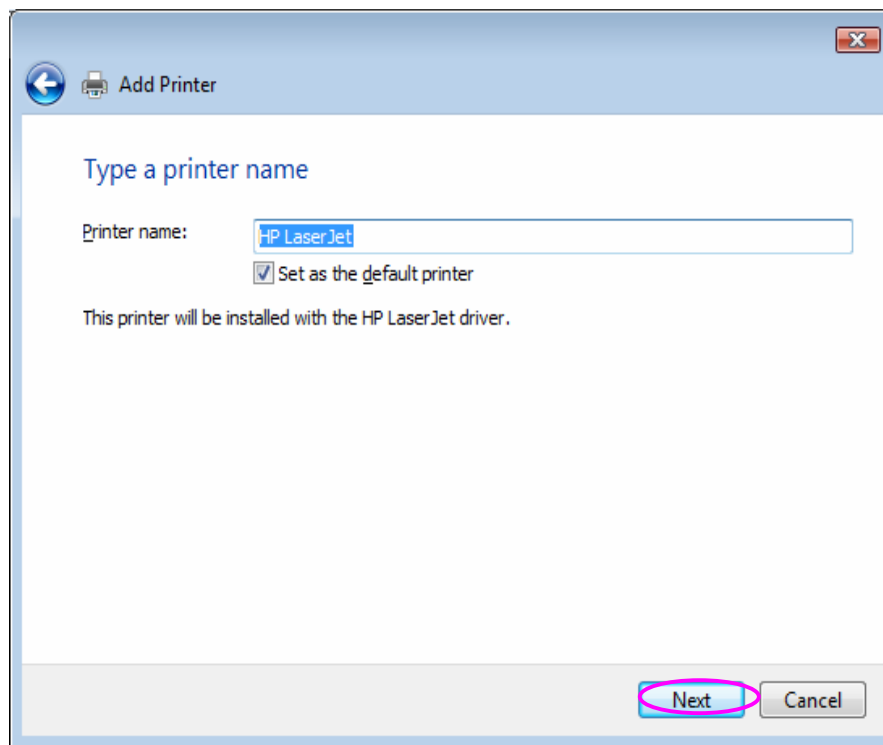 Add Printer
Type a printer name
Printer name: HP LaserJet
Set as the default printer
This printer will be installed with the HP LaserJet driver.
Next Cancel